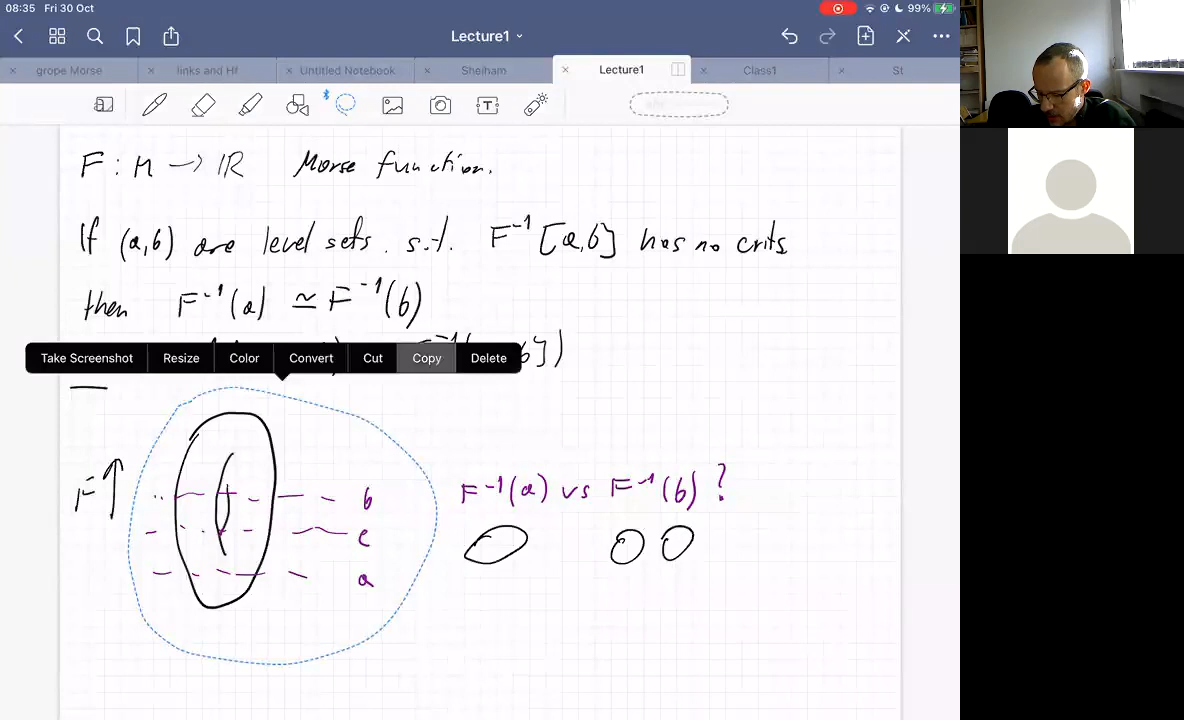 08:35 Fri 30 Oct 99%
Lecture1
grope Morse links and Hf Untitled Notebook Sheiham Lecture1 Class1 St
F : M → ℝ Morse function.
If (a,b) are level sets. s.t. F⁻¹[a,b] has no crits
then F⁻¹(a) ≃ F⁻¹(b)
b])
Take Screenshot Resize Color Convert Cut Copy Delete
F↑
b
c
a
F⁻¹(a) vs F⁻¹(b) ?